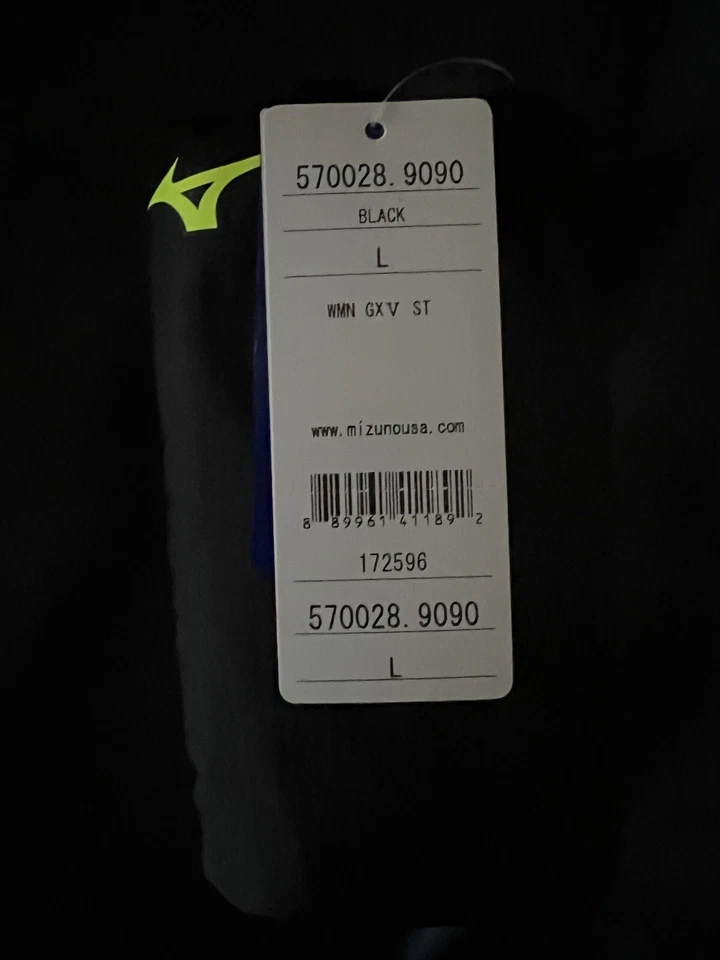 570028. 9090
BLACK
L
WMN GXV ST
www.mizunousa.com
8 89961 41189 2
172596
570028. 9090
L